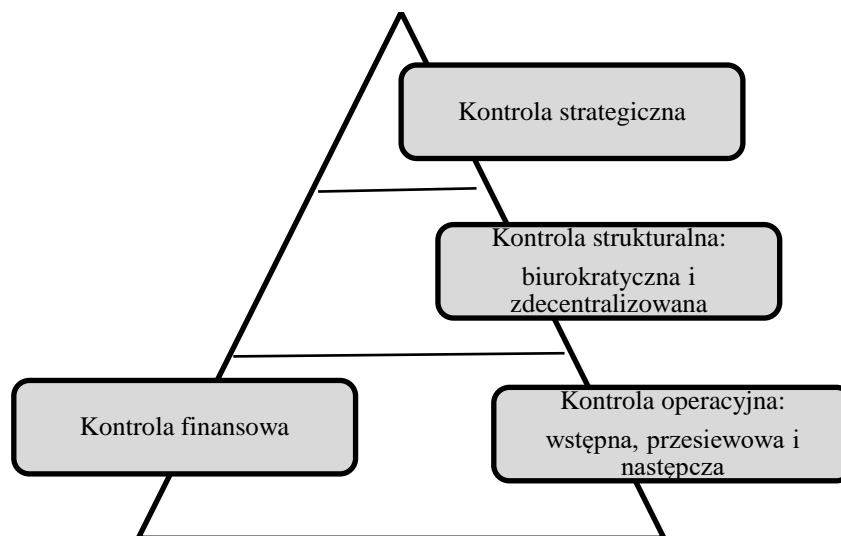 Kontrola strategiczna
Kontrola strukturalna:
biurokratyczna i
zdecentralizowana
Kontrola finansowa
Kontrola operacyjna:
wstępna, przesiewowa i
następcza